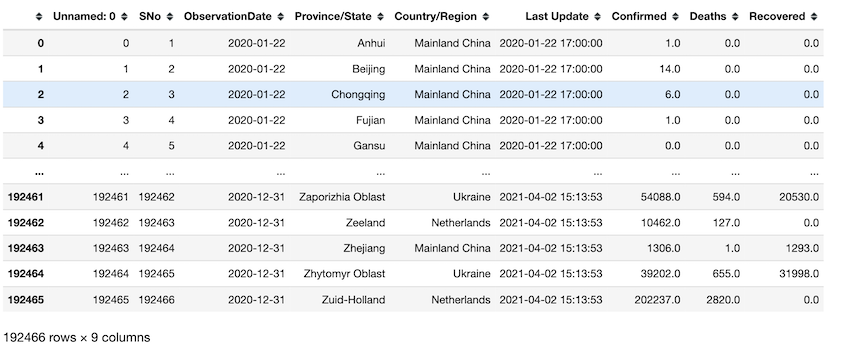 Unnamed: 0 SNo ObservationDate Province/State Country/Region Last Update Confirmed Deaths Recovered
0 0 1 2020-01-22 Anhui Mainland China 2020-01-22 17:00:00 1.0 0.0 0.0
1 1 2 2020-01-22 Beijing Mainland China 2020-01-22 17:00:00 14.0 0.0 0.0
2 2 3 2020-01-22 Chongqing Mainland China 2020-01-22 17:00:00 6.0 0.0 0.0
3 3 4 2020-01-22 Fujian Mainland China 2020-01-22 17:00:00 1.0 0.0 0.0
4 4 5 2020-01-22 Gansu Mainland China 2020-01-22 17:00:00 0.0 0.0 0.0
... ... ... ... ... ... ... ... ... ...
192461 192461 192462 2020-12-31 Zaporizhia Oblast Ukraine 2021-04-02 15:13:53 54088.0 594.0 20530.0
192462 192462 192463 2020-12-31 Zeeland Netherlands 2021-04-02 15:13:53 10462.0 127.0 0.0
192463 192463 192464 2020-12-31 Zhejiang Mainland China 2021-04-02 15:13:53 1306.0 1.0 1293.0
192464 192464 192465 2020-12-31 Zhytomyr Oblast Ukraine 2021-04-02 15:13:53 39202.0 655.0 31998.0
192465 192465 192466 2020-12-31 Zuid-Holland Netherlands 2021-04-02 15:13:53 202237.0 2820.0 0.0
192466 rows × 9 columns